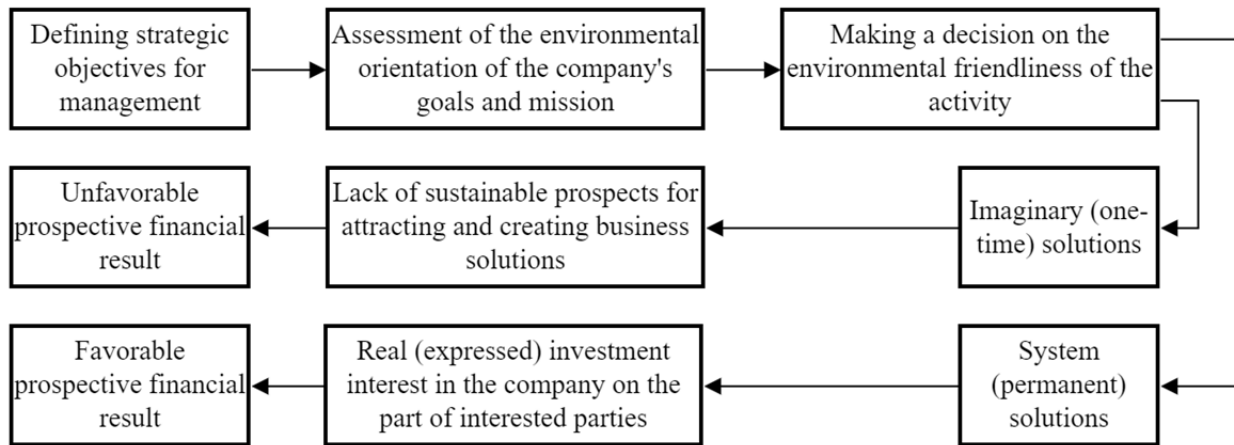 Defining strategic
objectives for
management
Assessment of the environmental
orientation of the company's
goals and mission
Making a decision on the
environmental friendliness of the
activity
Unfavorable
prospective financial
result
Lack of sustainable prospects for
attracting and creating business
solutions
Imaginary (one-
time) solutions
Favorable
prospective financial
result
Real (expressed) investment
interest in the company on the
part of interested parties
System
(permanent)
solutions